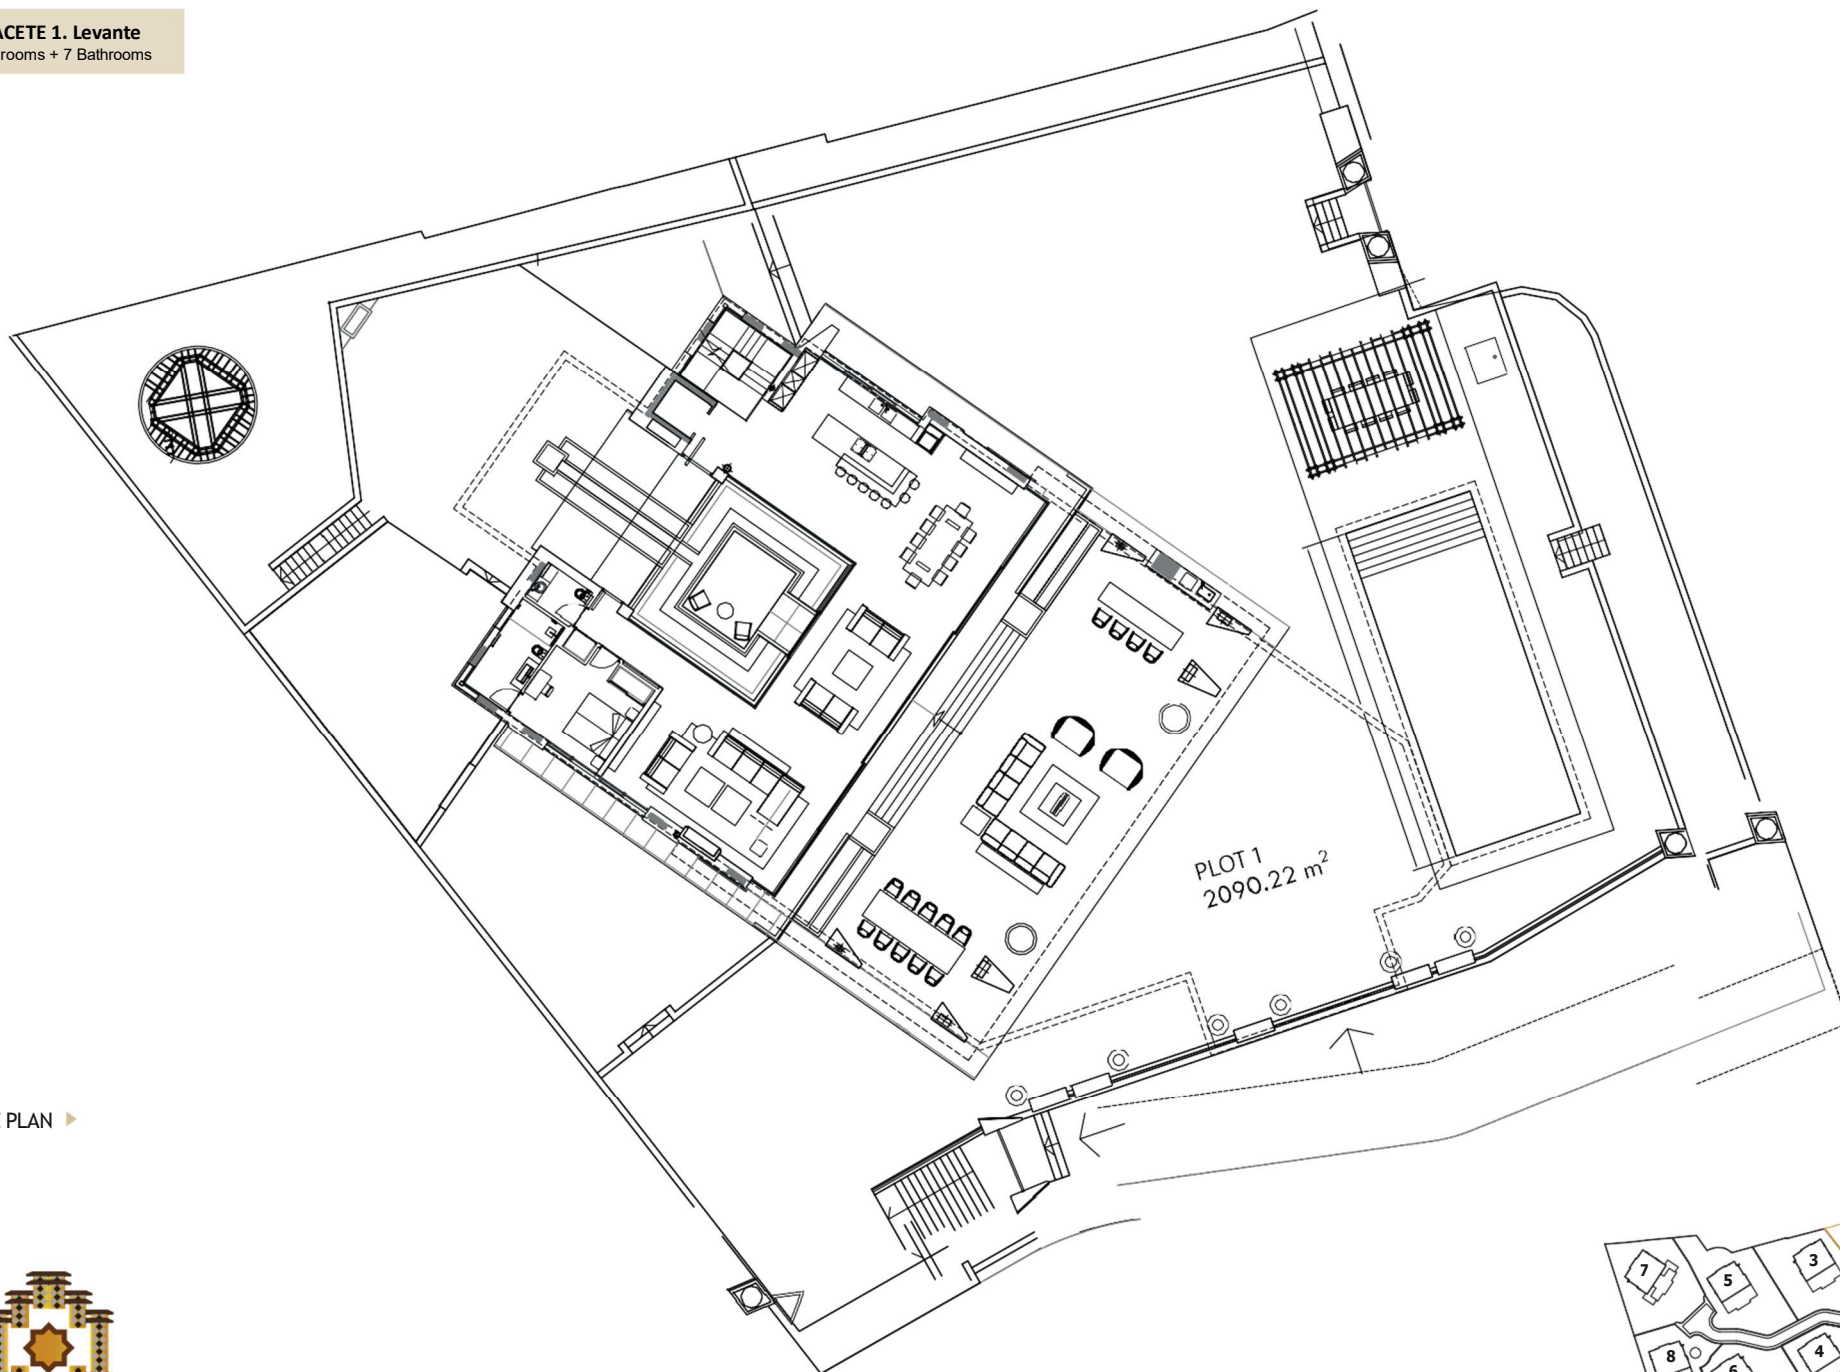 ACETE 1. Levante
rooms + 7 Bathrooms
PLOT 1
2090.22 m²
PLAN
7
5
3
8
6
4